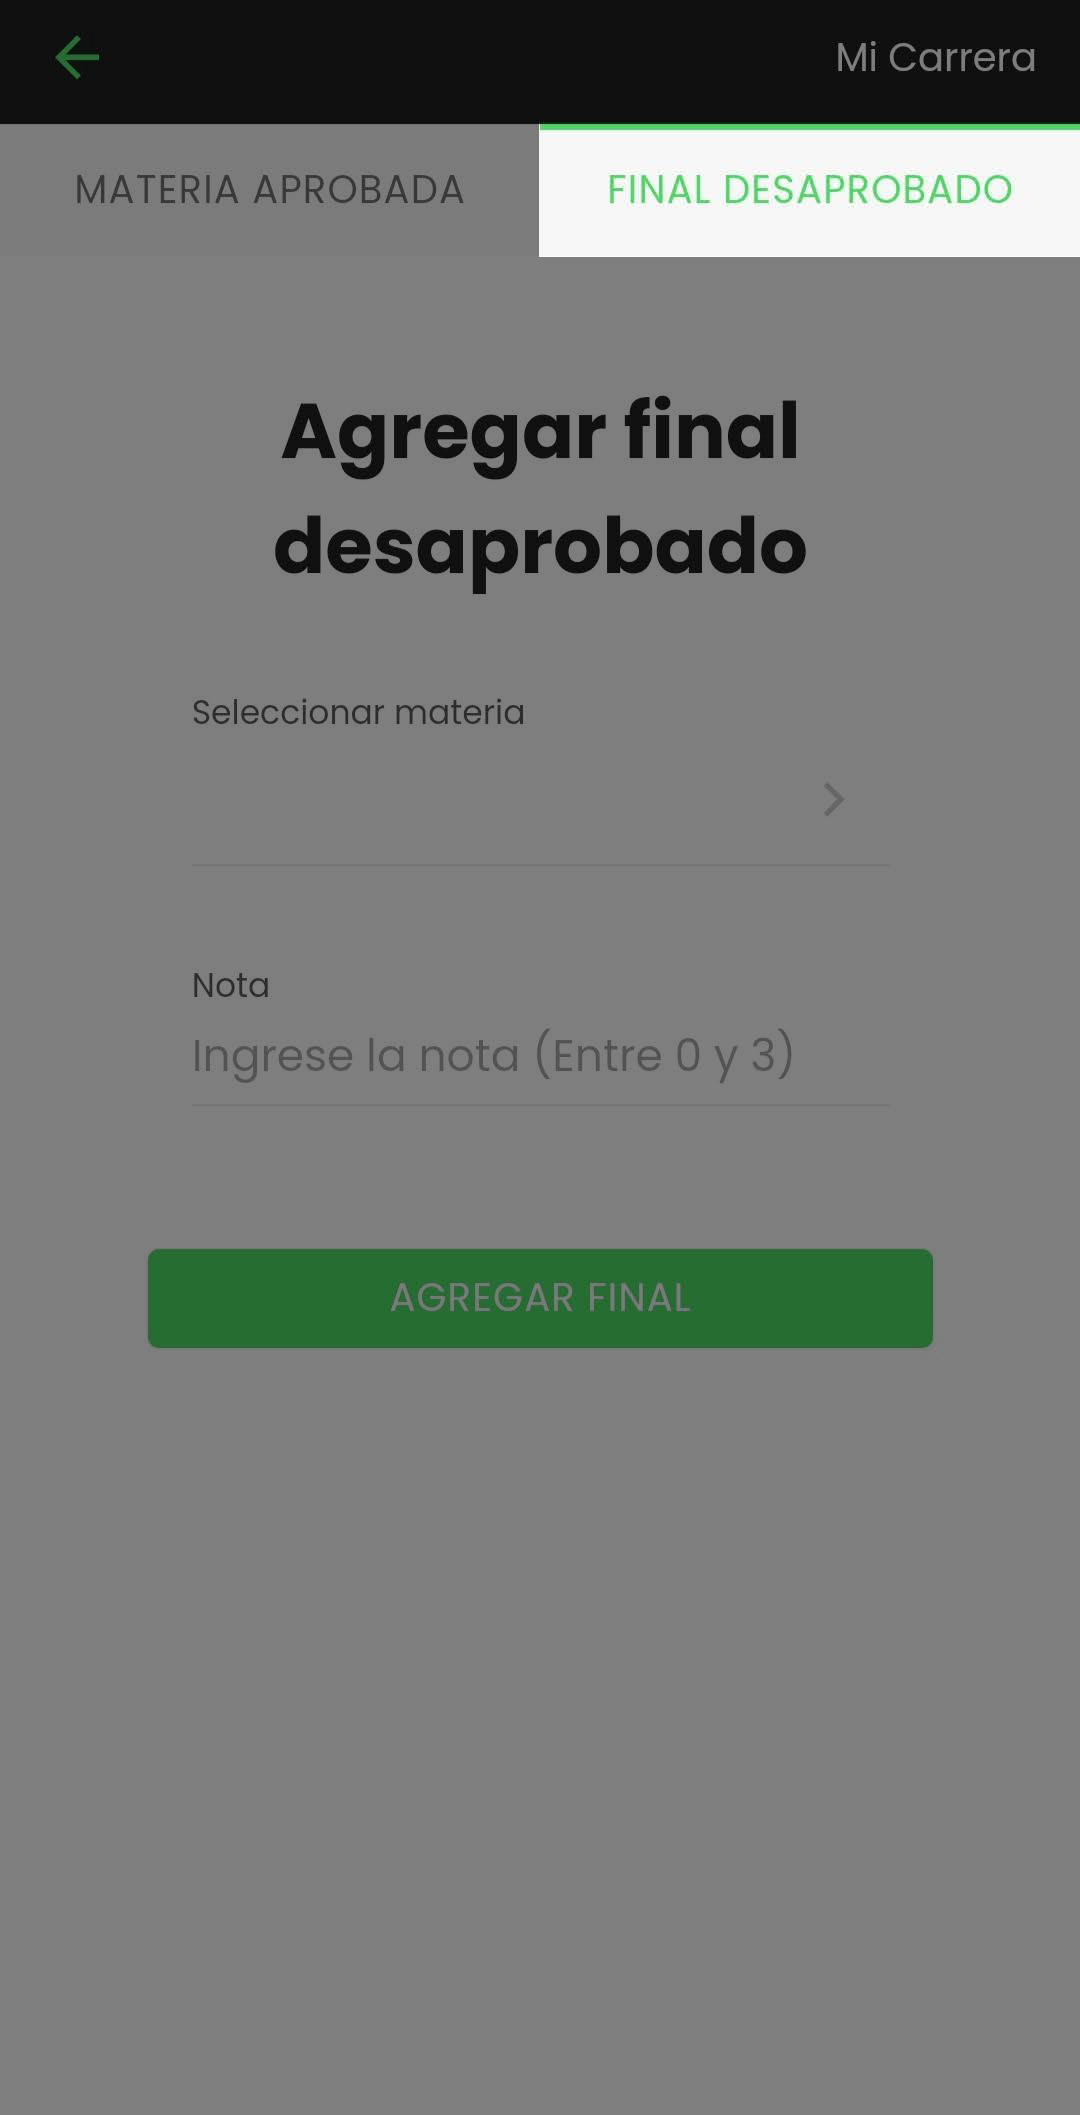 Mi Carrera
MATERIA APROBADA
FINAL DESAPROBADO
Agregar final
desaprobado
Seleccionar materia
Nota
Ingrese la nota (Entre 0 y 3)
AGREGAR FINAL